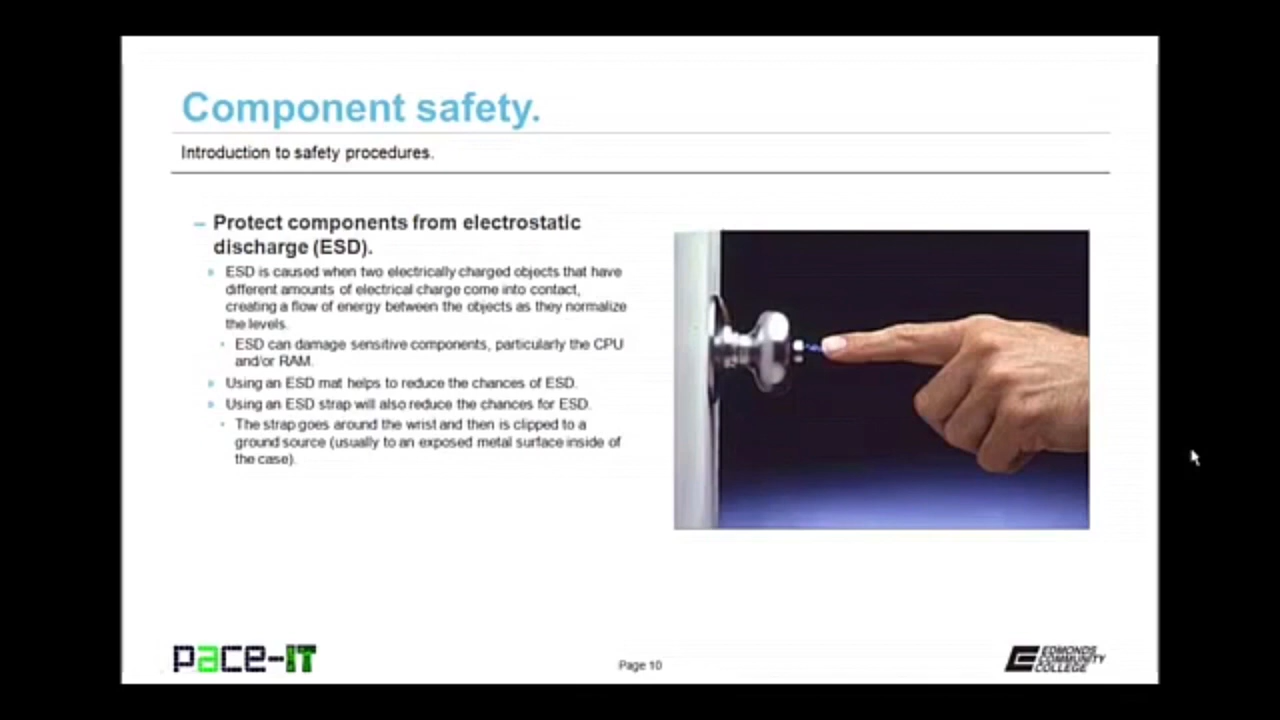 Component safety.
Introduction to safety procedures.
– Protect components from electrostatic
discharge (ESD).
» ESD is caused when two electrically charged objects that have
different amounts of electrical charge come into contact,
creating a flow of energy between the objects as they normalize
the levels.
• ESD can damage sensitive components, particularly the CPU
and/or RAM.
» Using an ESD mat helps to reduce the chances of ESD.
» Using an ESD strap will also reduce the chances for ESD.
• The strap goes around the wrist and then is clipped to a
ground source (usually to an exposed metal surface inside of
the case).
pace-IT
Page 10
EDMONDS
COMMUNITY
COLLEGE